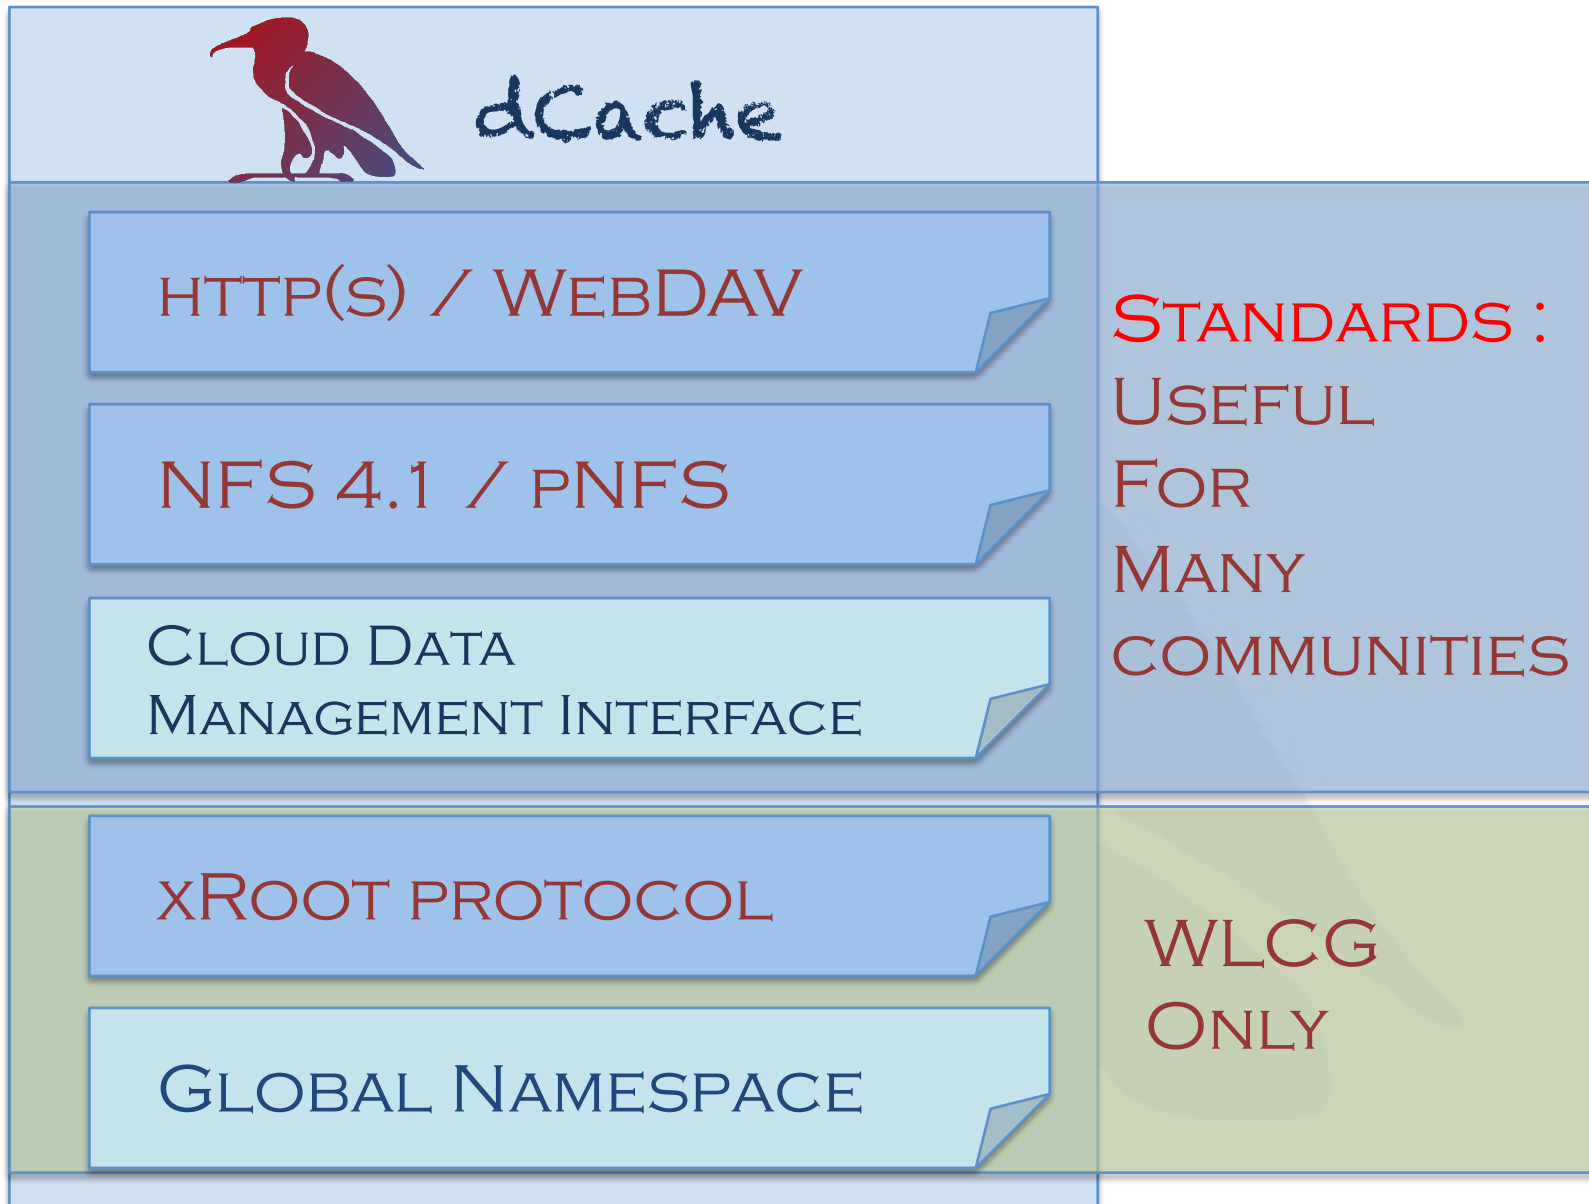 dCache
http(s) / WebDAV
NFS 4.1 / pNFS
Cloud Data
Management Interface
Standards :
Useful
For
Many
communities
xRoot protocol
Global Namespace
WLCG
Only